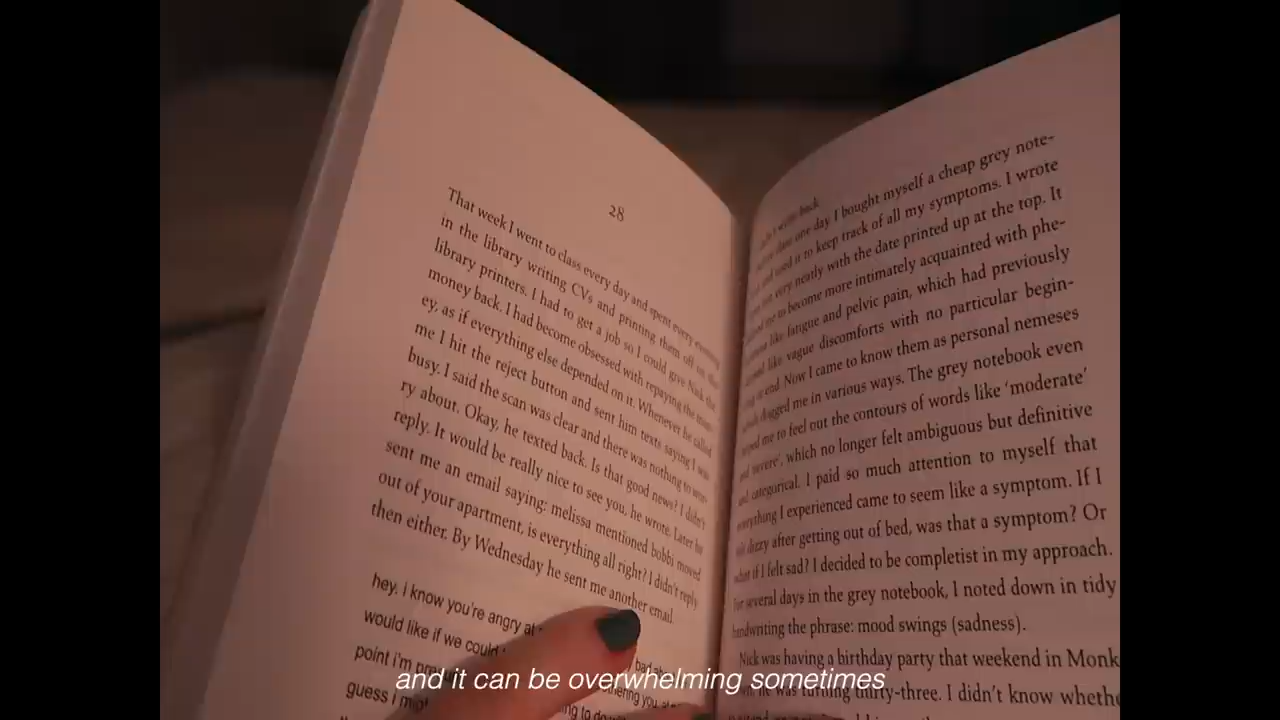 28
That week I went to class every day and spent every evening
in the library writing CVs and printing them off on the
library printers. I had to get a job so I could give Nick the
money back. I had become obsessed with repaying the mon-
ey, as if everything else depended on it. Whenever he called
me I hit the reject button and sent him texts saying I was
busy. I said the scan was clear and there was nothing to wor-
ry about. Okay, he texted back. Is that good news? I didn't
reply. It would be really nice to see you, he wrote. Later he
sent me an email saying: melissa mentioned bobbi moved
out of your apartment, is everything all right? I didn't reply
then either. By Wednesday he sent me another email.
hey. i know you're angry at
would like if we could bad
point i'm
guess i
back.
class one day I bought myself a cheap grey note-
and used it to keep track of all my symptoms. I wrote
very neatly with the date printed up at the top. It
me to become more intimately acquainted with phe-
like fatigue and pelvic pain, which had previously
like vague discomforts with no particular begin-
or end. Now I came to know them as personal nemeses
dogged me in various ways. The grey notebook even
me to feel out the contours of words like 'moderate'
and 'severe', which no longer felt ambiguous but definitive
and categorical. I paid so much attention to myself that
everything I experienced came to seem like a symptom. If I
felt dizzy after getting out of bed, was that a symptom? Or
what if I felt sad? I decided to be completist in my approach.
For several days in the grey notebook, I noted down in tidy
handwriting the phrase: mood swings (sadness).
Nick was having a birthday party that weekend in Monk
he was turning thirty-three. I didn't know whethe
and it can be overwhelming sometimes